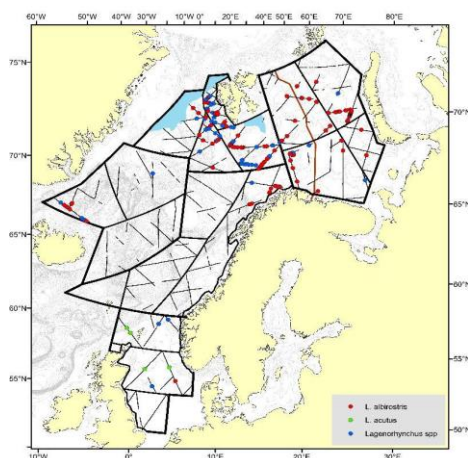 60°W 50°W 40°W 30°W 20°W 10°W 0° 10°E 20°E 30°E 40°E 50°E 60°E 70°E 80°E
75°N 75°N
70°N 70°N
65°N 65°N
60°N 60°N
55°N 55°N
50°N
L. albirostris
L. acutus
Lagenorhynchus spp
10°W 0° 10°E 20°E 30°E